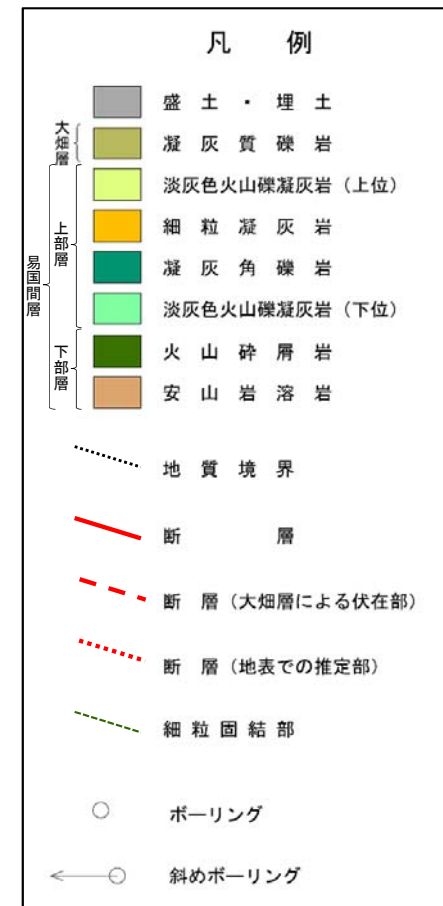 凡 例
盛土・埋土
大畑層
凝灰質礫岩
易国間層
上部層
淡灰色火山礫凝灰岩(上位)
細粒凝灰岩
凝灰角礫岩
淡灰色火山礫凝灰岩(下位)
下部層
火山砕屑岩
安山岩溶岩
地質境界
断層
断層(大畑層による伏在部)
断層(地表での推定部)
細粒固結部
ボーリング
斜めボーリング